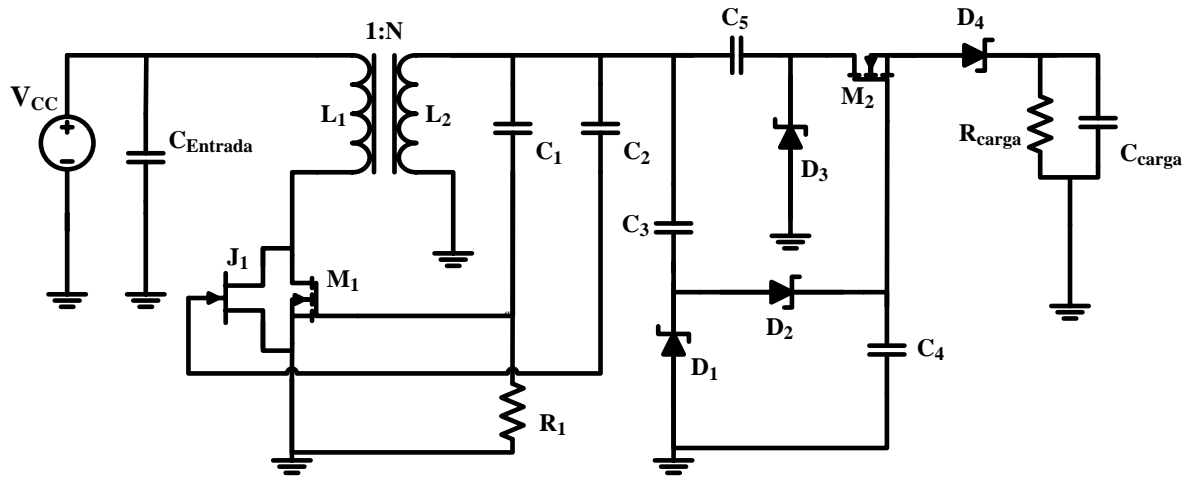 1:N
C5
D4
VCC
L1
L2
CEntrada
C1
C2
M2
Rcarga
Ccarga
D3
C3
J1
M1
D2
D1
C4
R1